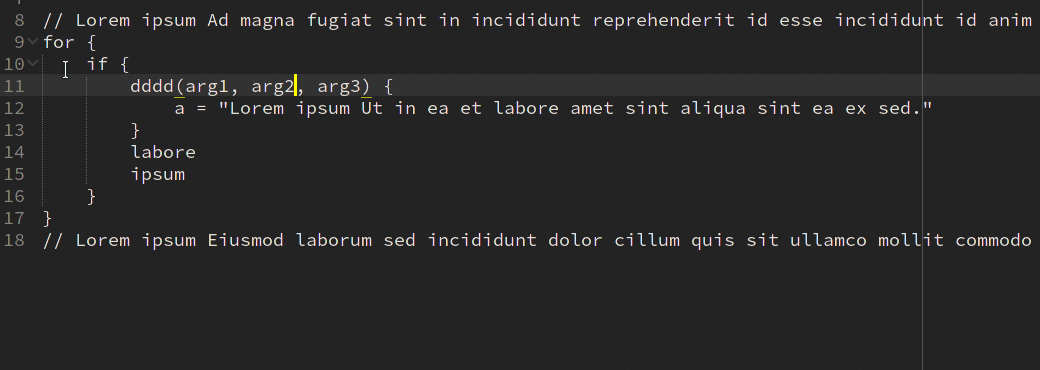 8 // Lorem ipsum Ad magna fugiat sint in incididunt reprehenderit id esse incididunt id anim
9 for {
10     if {
11         dddd(arg1, arg2, arg3) {
12             a = "Lorem ipsum Ut in ea et labore amet sint aliqua sint ea ex sed."
13         }
14         labore
15         ipsum
16     }
17 }
18 // Lorem ipsum Eiusmod laborum sed incididunt dolor cillum quis sit ullamco mollit commodo